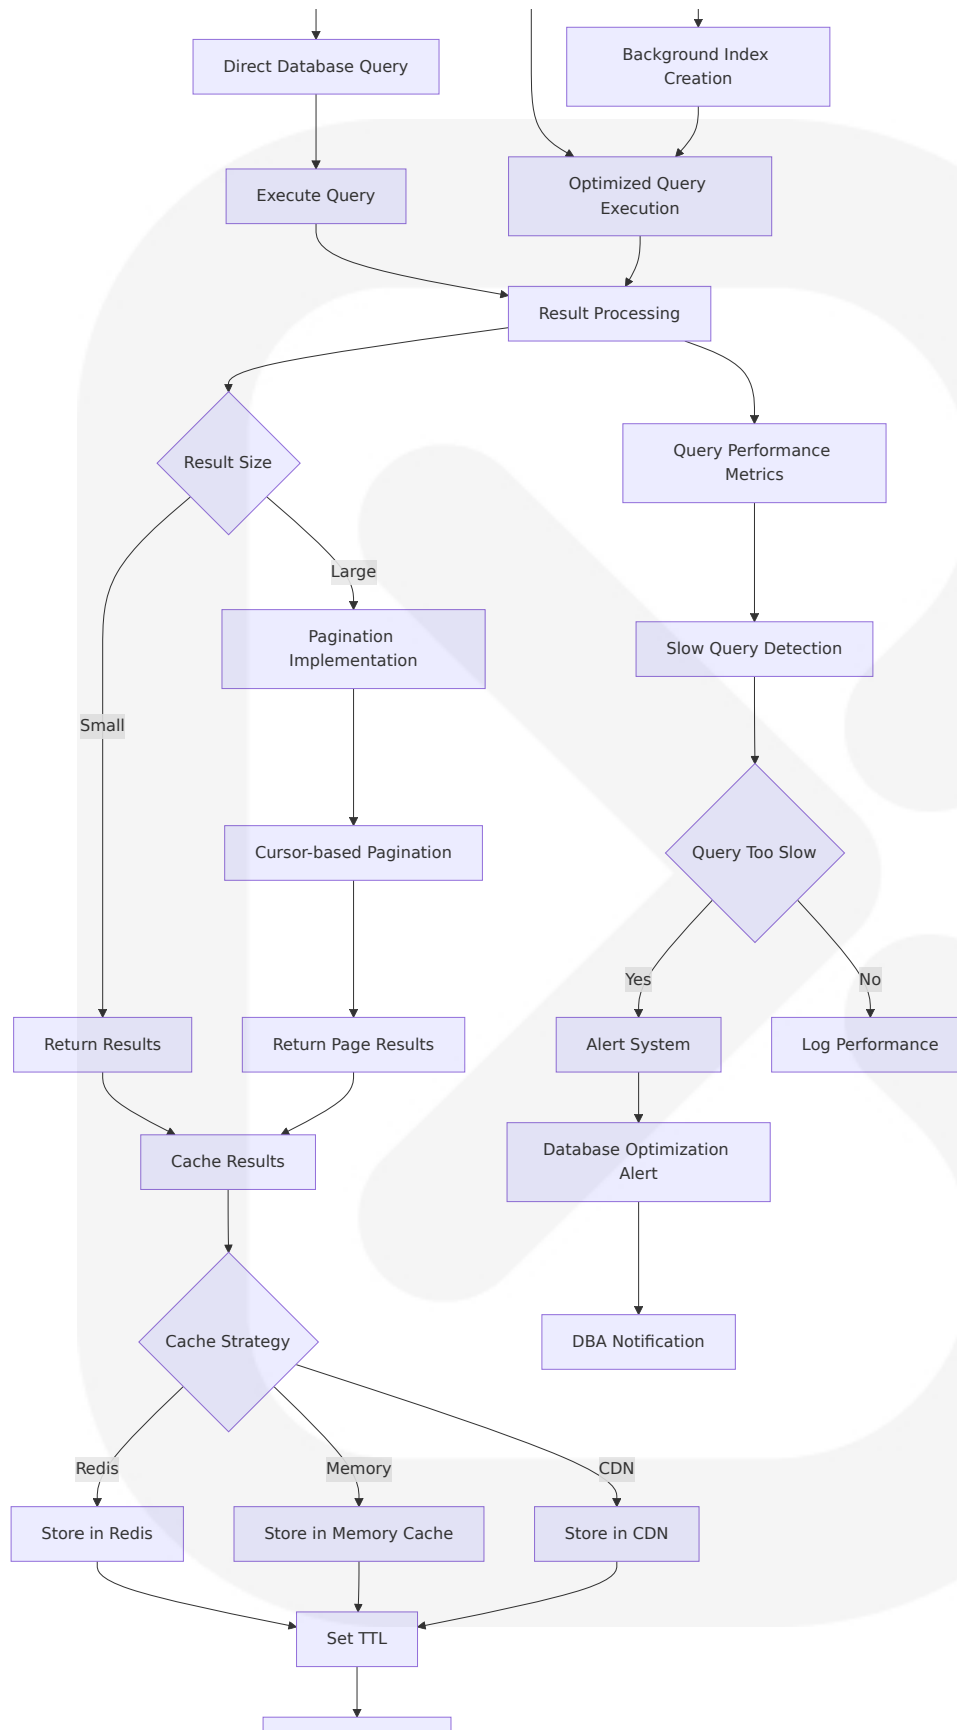 Direct Database Query
Background Index
Creation
Execute Query
Optimized Query
Execution
Result Processing
Result Size
Query Performance
Metrics
Large
Pagination
Implementation
Slow Query Detection
Small
Cursor-based Pagination
Query Too Slow
Yes
No
Return Results
Return Page Results
Alert System
Log Performance
Cache Results
Database Optimization
Alert
Cache Strategy
DBA Notification
Redis
Memory
CDN
Store in Redis
Store in Memory Cache
Store in CDN
Set TTL